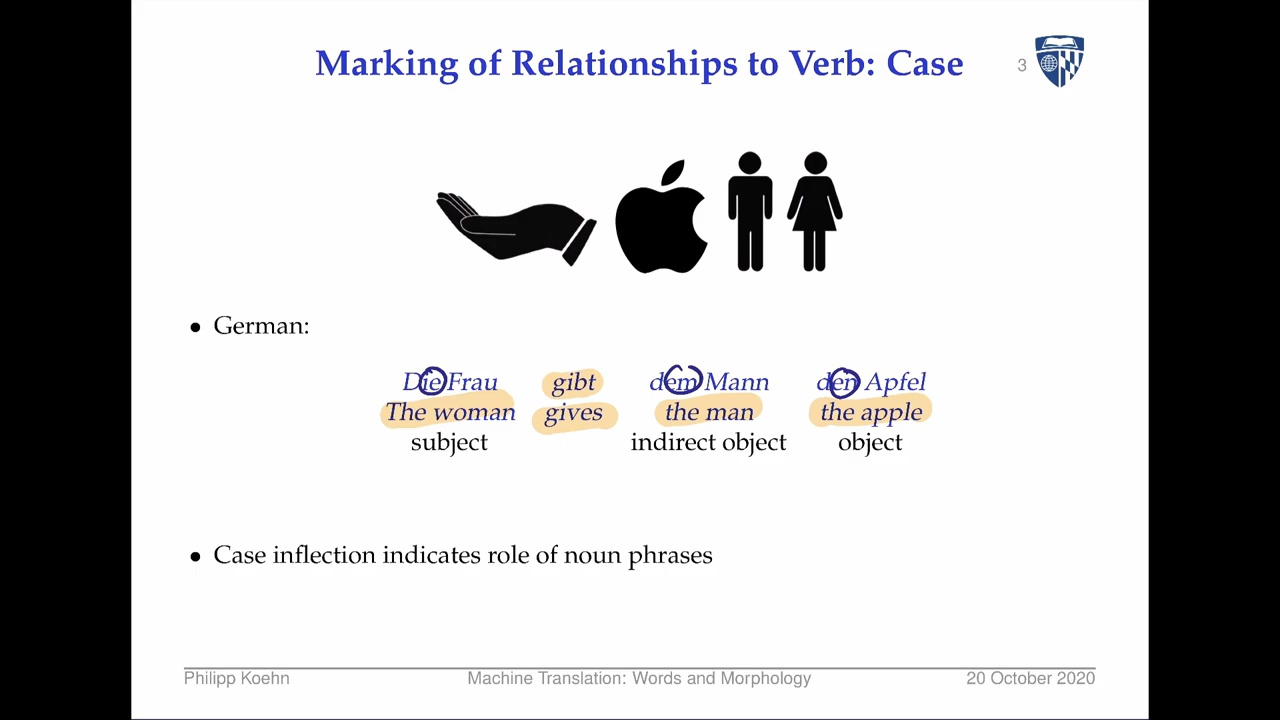 Marking of Relationships to Verb: Case
3
• German:
Die Frau gibt dem Mann den Apfel
The woman gives the man the apple
subject indirect object object
• Case inflection indicates role of noun phrases
Philipp Koehn Machine Translation: Words and Morphology 20 October 2020